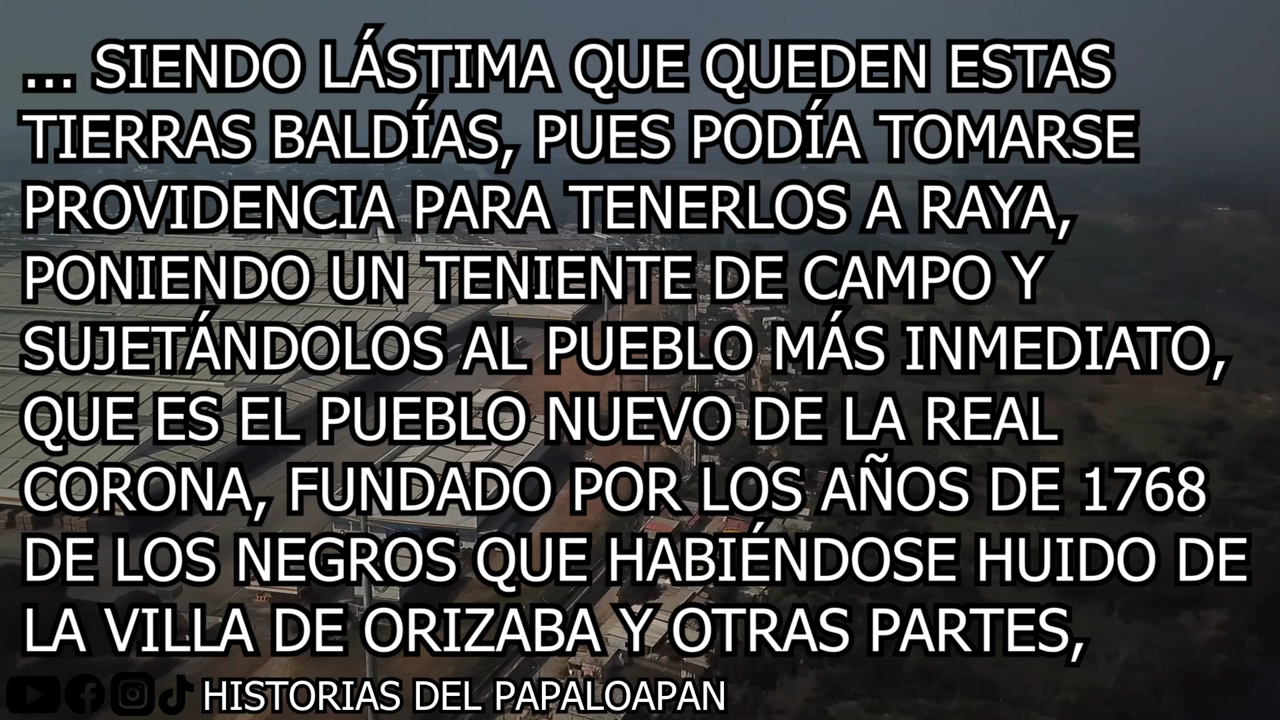 ... SIENDO LÁSTIMA QUE QUEDEN ESTAS
TIERRAS BALDÍAS, PUES PODÍA TOMARSE
PROVIDENCIA PARA TENERLOS A RAYA,
PONIENDO UN TENIENTE DE CAMPO Y
SUJETÁNDOLOS AL PUEBLO MÁS INMEDIATO,
QUE ES EL PUEBLO NUEVO DE LA REAL
CORONA, FUNDADO POR LOS AÑOS DE 1768
DE LOS NEGROS QUE HABIÉNDOSE HUIDO DE
LA VILLA DE ORIZABA Y OTRAS PARTES,
HISTORIAS DEL PAPALOAPAN